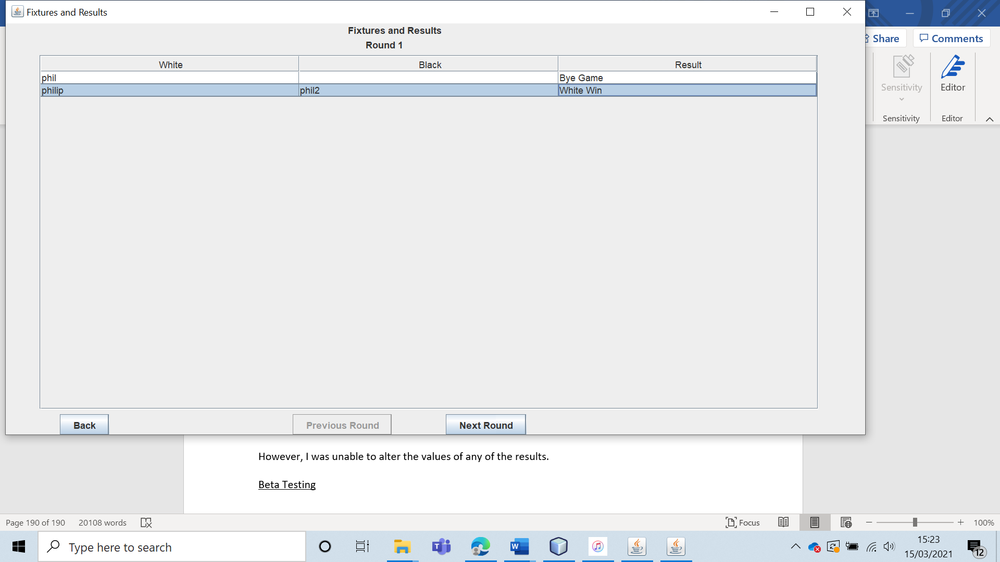 Fixtures and Results
Share
Comments
Fixtures and Results
Round 1
White Black Result
phil Bye Game
philip phil2 White Win
Sensitivity
Editor
Sensitivity
Editor
Back
Previous Round
Next Round
However, I was unable to alter the values of any of the results.
Beta Testing
Page 190 of 190 20108 words
Focus
100%
Type here to search
15:23
15/03/2021
12